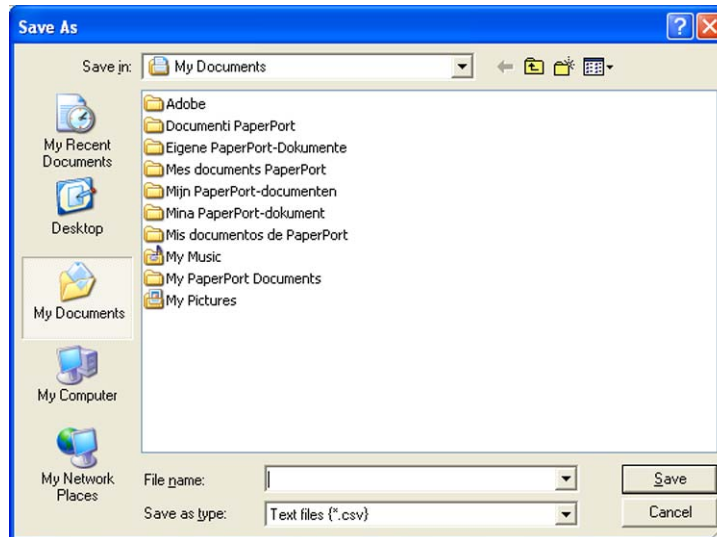 Save As
Save in:
My Documents
My Recent
Documents
Desktop
My Documents
My Computer
My Network
Places
Adobe
Documenti PaperPort
Eigene PaperPort-Dokumente
Mes documents PaperPort
Mijn PaperPort-documenten
Mina PaperPort-dokument
Mis documentos de PaperPort
My Music
My PaperPort Documents
My Pictures
File name:
Save
Save as type:
Text files {*.csv}
Cancel